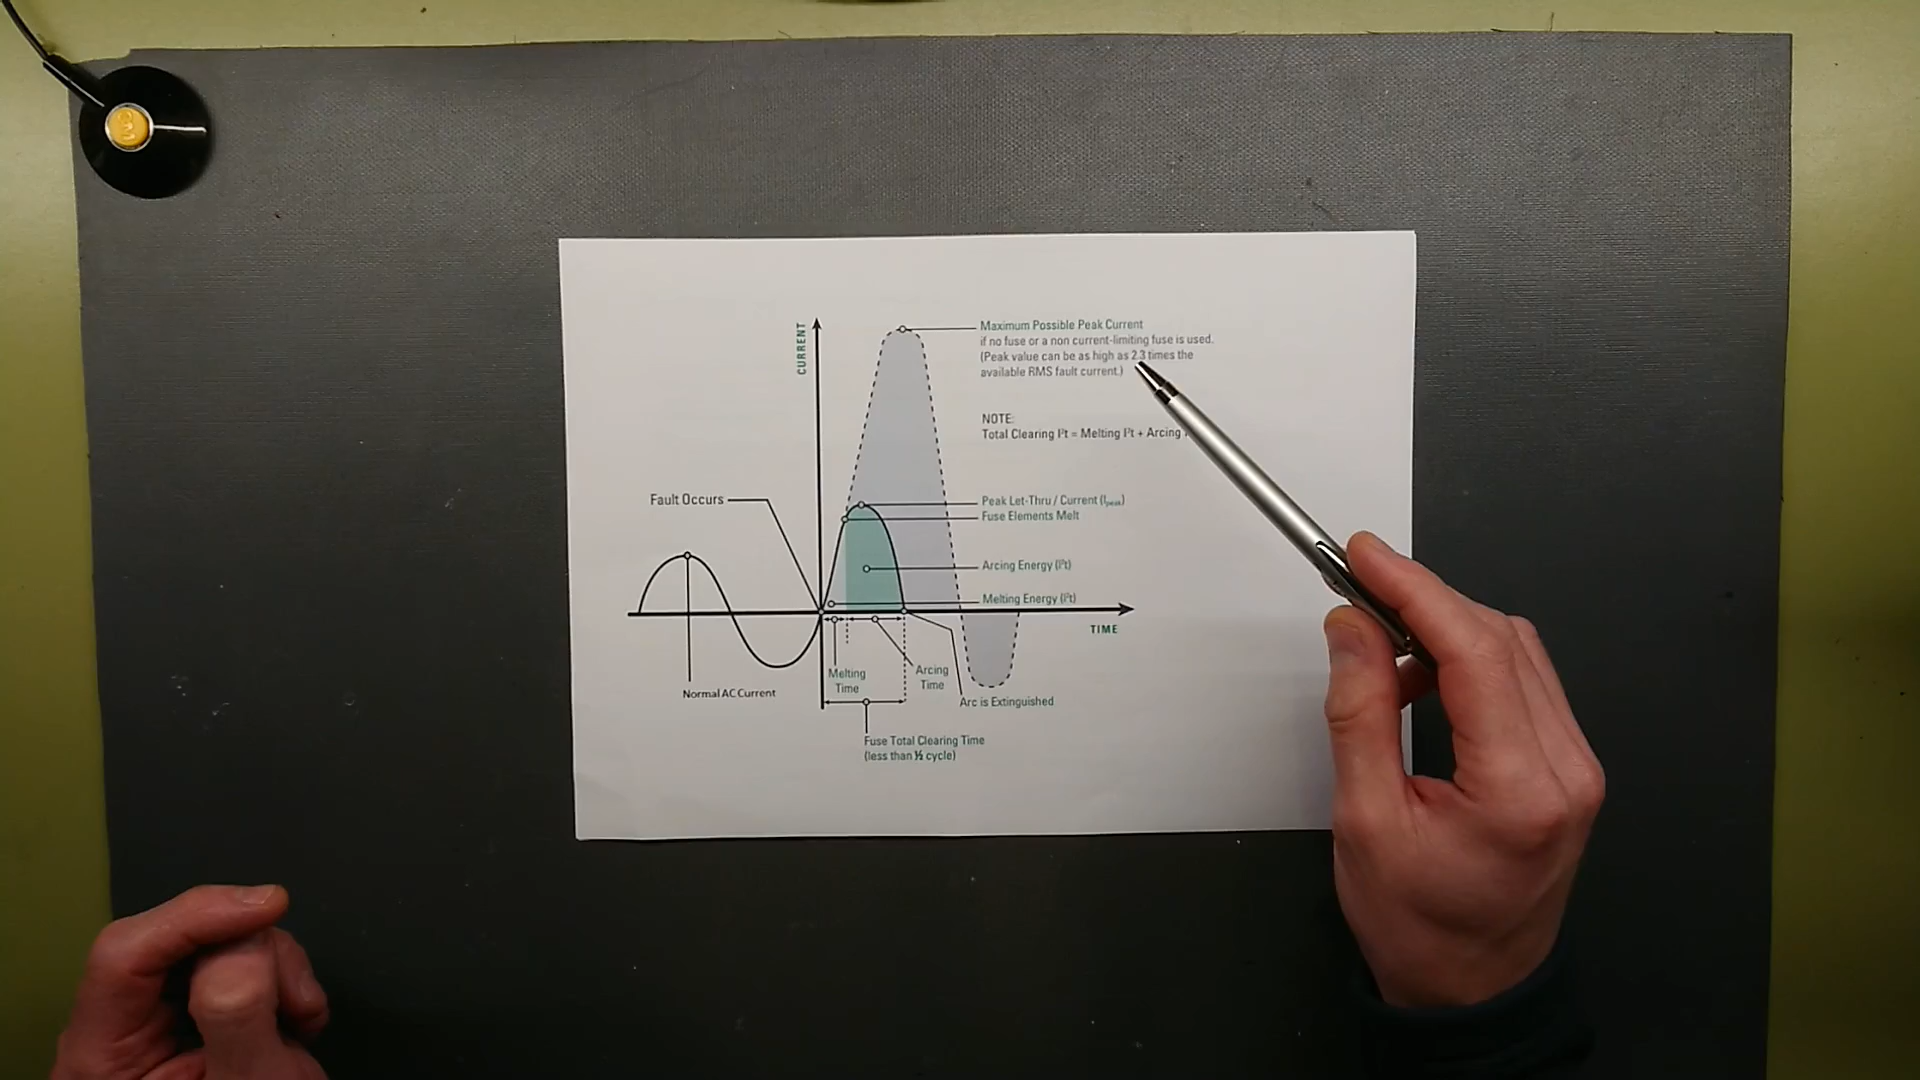 CURRENT
Maximum Possible Peak Current
if no fuse or a non current-limiting fuse is used.
(Peak value can be as high as 2.3 times the
available RMS fault current.)
NOTE:
Total Clearing I²t = Melting I²t + Arcing
Fault Occurs
Peak Let-Thru / Current (Ipeak)
Fuse Elements Melt
Arcing Energy (I²t)
Melting Energy (I²t)
TIME
Melting
Time
Arcing
Time
Normal AC Current
Arc is Extinguished
Fuse Total Clearing Time
(less than ½ cycle)